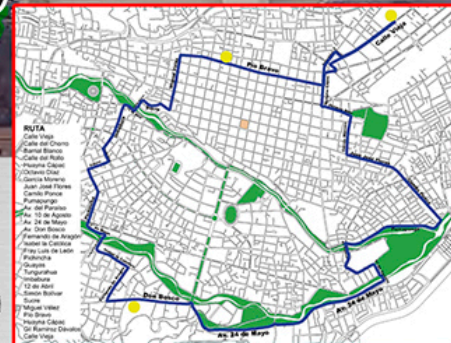 RUTA
Calle Vieja
Calle del Chorro
Barrial Blanco
Calle del Rollo
Huayna Cápac
Octavio Díaz
García Moreno
Juan José Flores
Camilo Ponce
Pumapungo
Av. del Paraíso
Av. 10 de Agosto
Av. 24 de Mayo
Av. Don Bosco
Fernando de Aragón
Isabel la Católica
Fray Luis de León
Pichincha
Guayas
Tungurahua
Imbabura
12 de Abril
Simón Bolívar
Sucre
Miguel Vélez
Pío Bravo
Huayna Cápac
Gil Ramírez Dávalos
Calle Vieja
Calle Vieja
Pío Bravo
Don Bosco
Av. 24 de Mayo